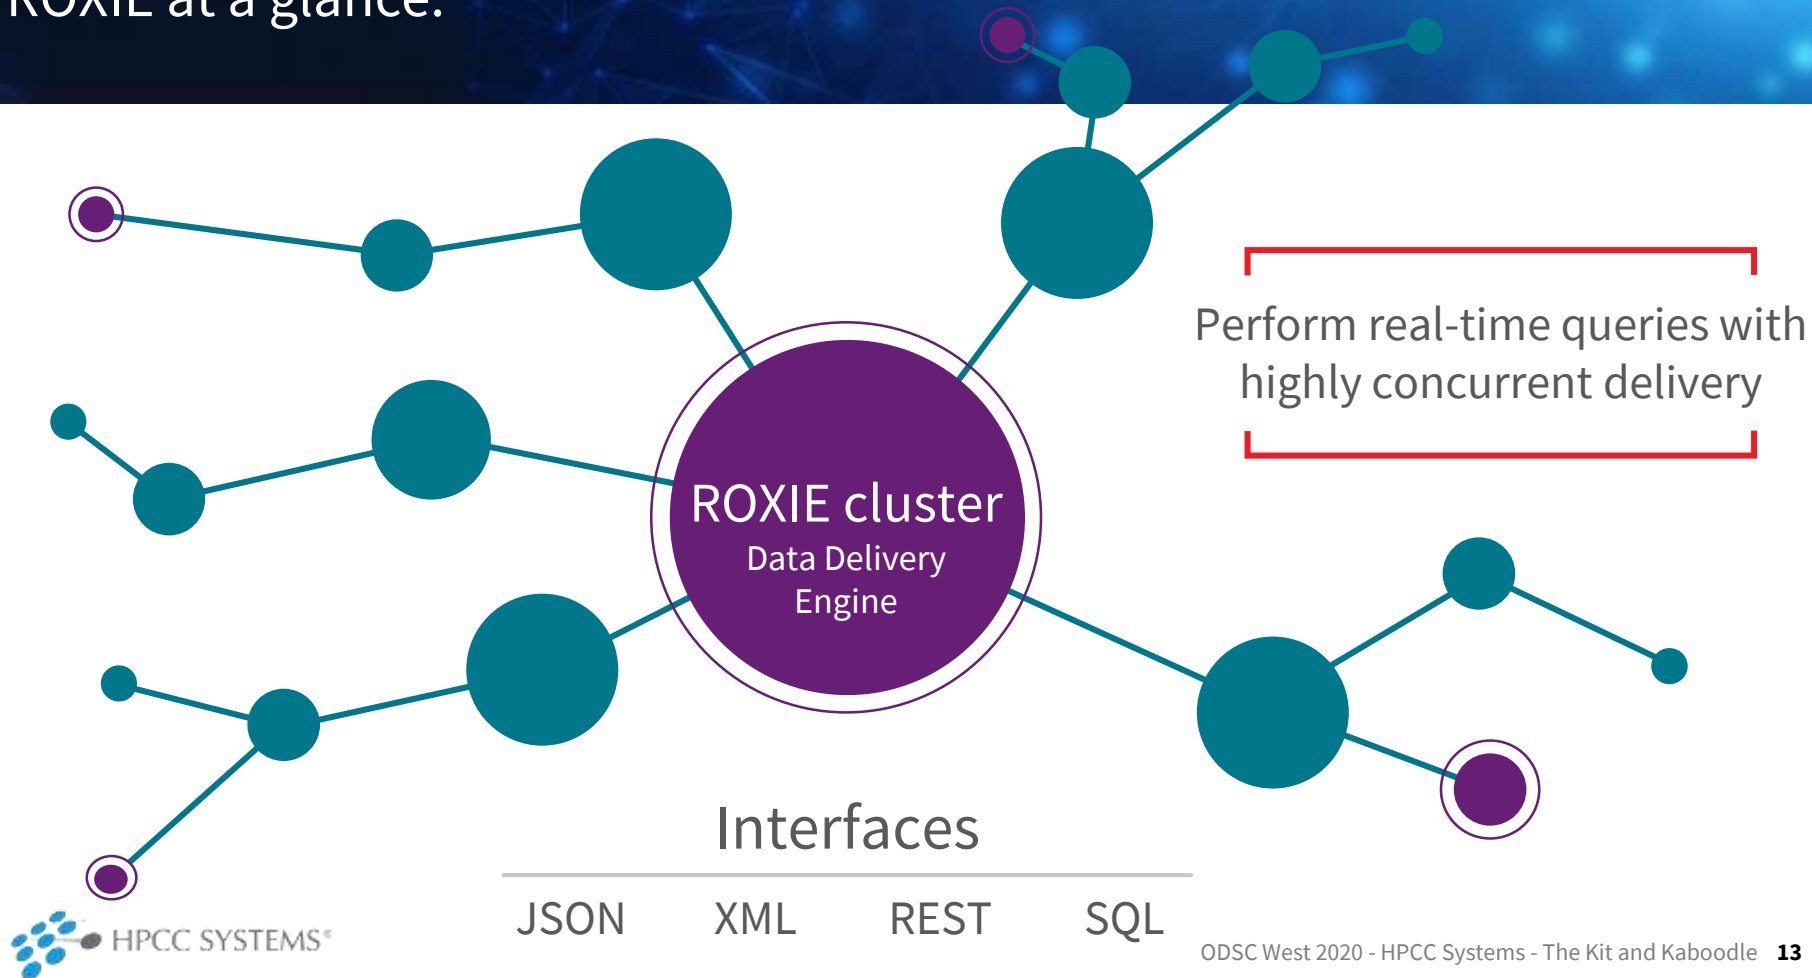 ROXIE at a glance.
Perform real-time queries with
highly concurrent delivery
ROXIE cluster
Data Delivery
Engine
Interfaces
JSON XML REST SQL
HPCC SYSTEMS®
ODSC West 2020 - HPCC Systems - The Kit and Kaboodle 13